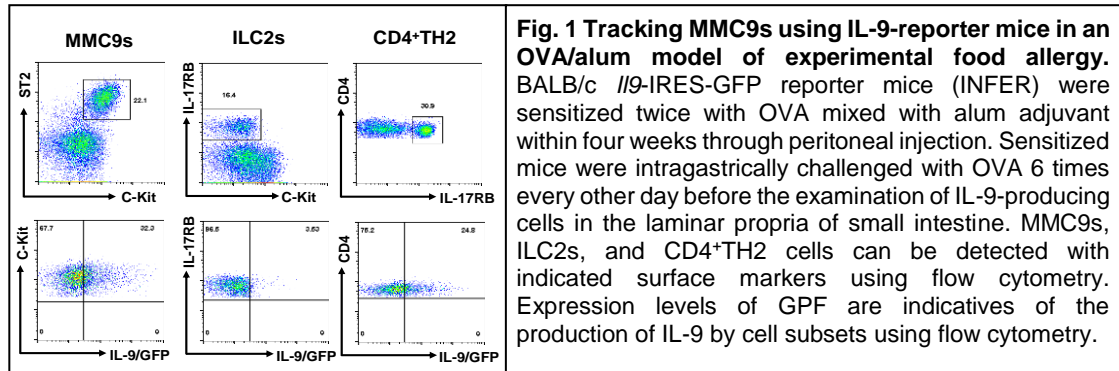 MMC9s ILC2s CD4+TH2
ST2 22.1 C-Kit
IL-17RB 16.4 C-Kit
CD4 30.9 IL-17RB
C-Kit 67.7 32.3 0 0 IL-9/GFP
IL-17RB 96.5 3.53 0 0 IL-9/GFP
CD4 75.2 24.8 0 0 IL-9/GFP
Fig. 1 Tracking MMC9s using IL-9-reporter mice in an
OVA/alum model of experimental food allergy.
BALB/c Il9-IRES-GFP reporter mice (INFER) were
sensitized twice with OVA mixed with alum adjuvant
within four weeks through peritoneal injection. Sensitized
mice were intragastrically challenged with OVA 6 times
every other day before the examination of IL-9-producing
cells in the laminar propria of small intestine. MMC9s,
ILC2s, and CD4+TH2 cells can be detected with
indicated surface markers using flow cytometry.
Expression levels of GPF are indicatives of the
production of IL-9 by cell subsets using flow cytometry.